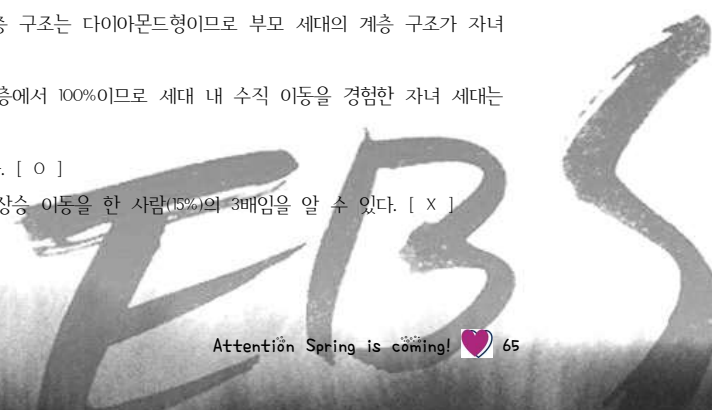 구조는 다이아몬드형이므로 부모 세대의 계층 구조가 자녀
층에서 100%이므로 세대 내 수직 이동을 경험한 자녀 세대는
. [ O ]
상승 이동을 한 사람(15%)의 3배임을 알 수 있다. [ X ]
EBS
Attention Spring is coming! 65